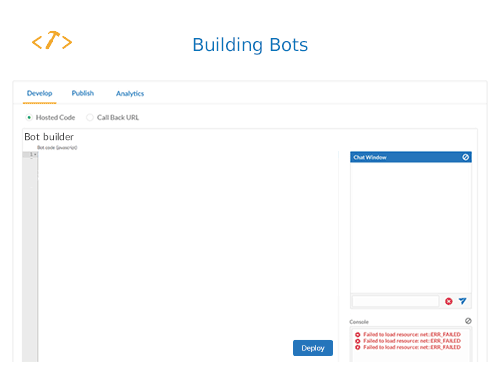 Building Bots
Develop Publish Analytics
Hosted Code Call Back URL
Bot builder
Bot code (javascript)
1
Chat Window
Console
Failed to load resource: net::ERR_FAILED
Failed to load resource: net::ERR_FAILED
Failed to load resource: net::ERR_FAILED
Deploy